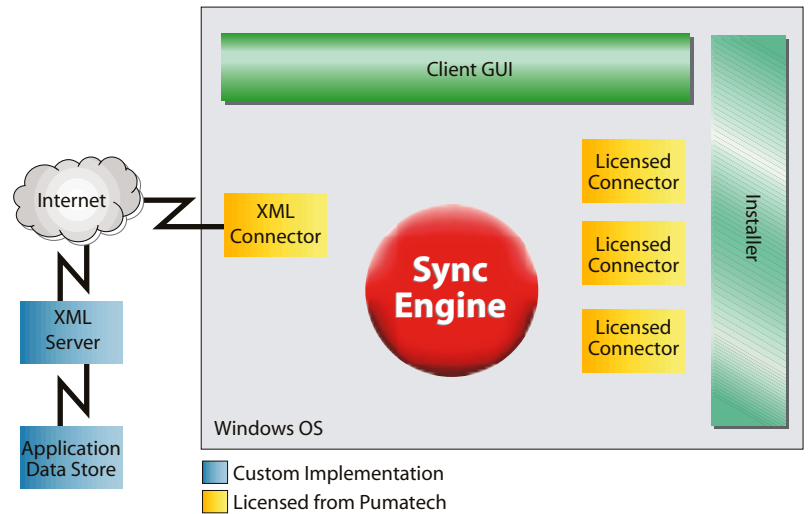 Client GUI
Licensed
Connector
Internet
XML
Connector
Installer
Sync
Engine
Licensed
Connector
XML
Server
Licensed
Connector
Windows OS
Application
Data Store
Custom Implementation
Licensed from Pumatech